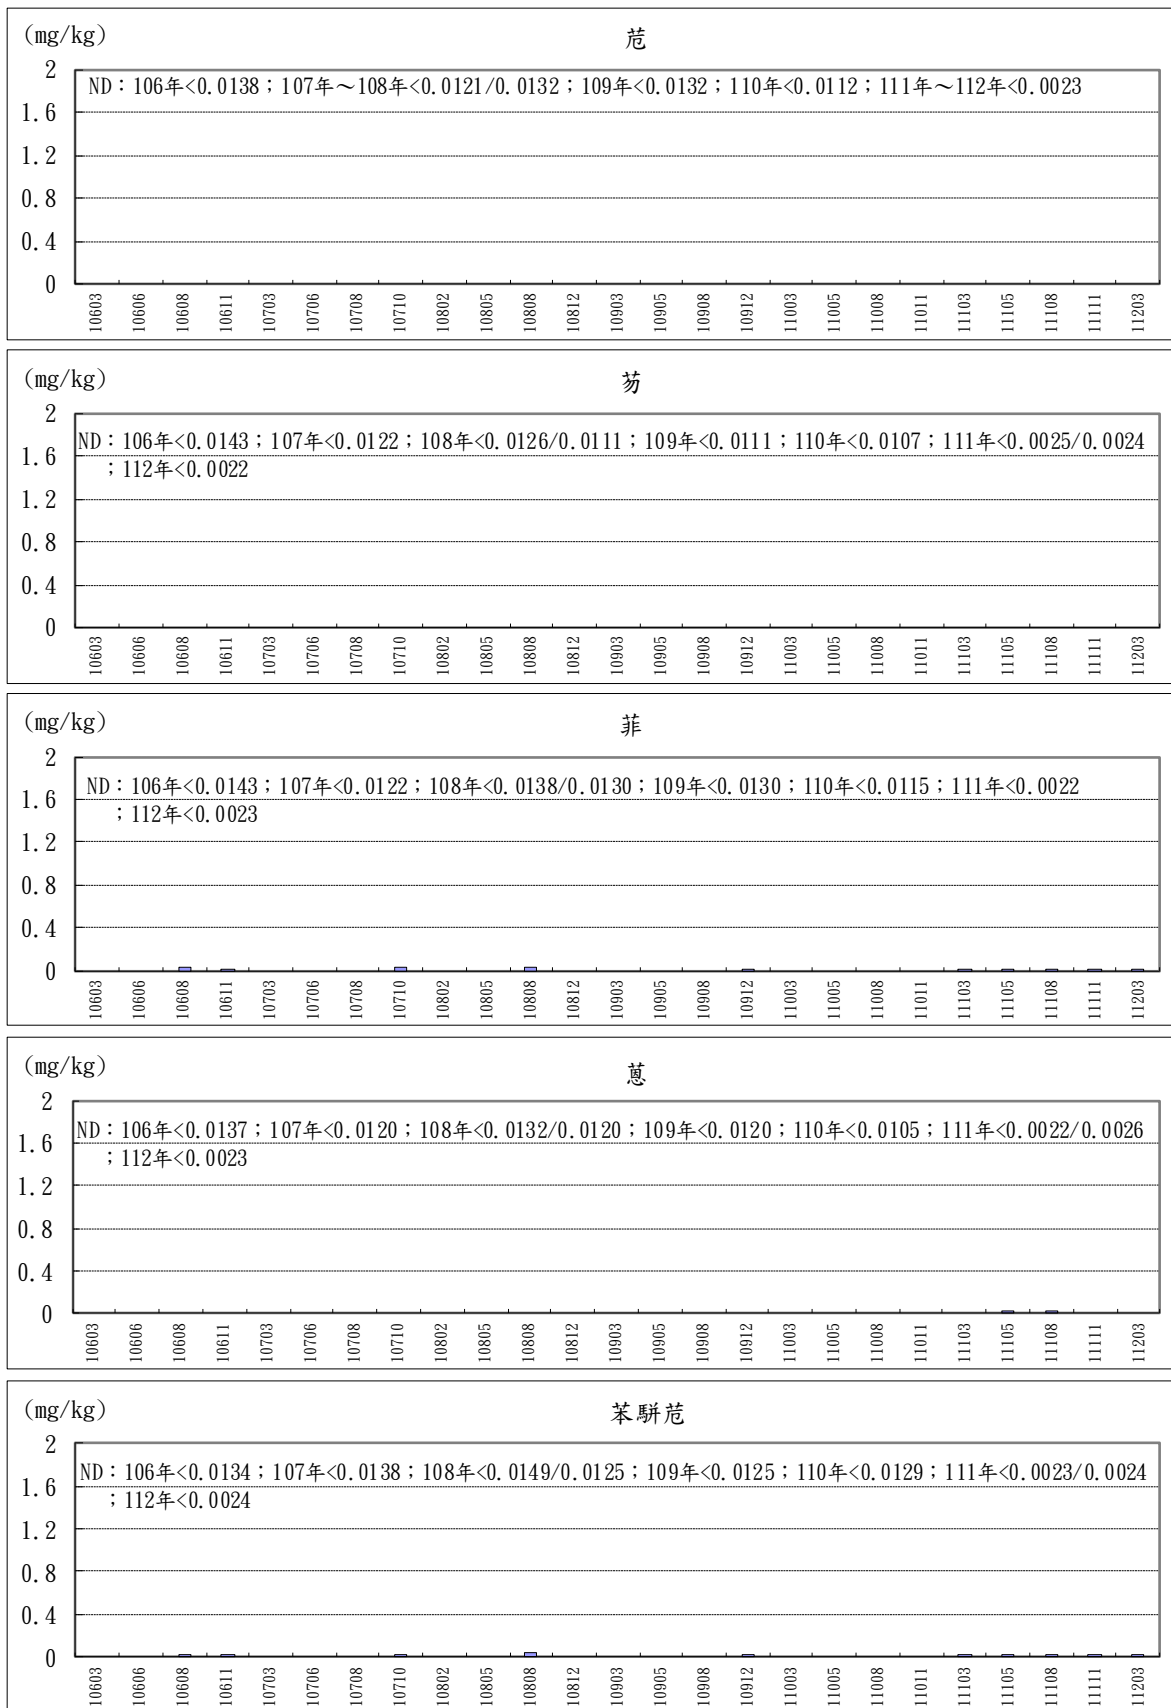 (mg/kg)
苊
ND：106年<0.0138；107年～108年<0.0121/0.0132；109年<0.0132；110年<0.0112；111年～112年<0.0023
2
1.6
1.2
0.8
0.4
0
10603 10606 10608 10611 10703 10706 10708 10710 10802 10805 10808 10812 10903 10905 10908 10912 11003 11005 11008 11011 11103 11105 11108 11111 11203
(mg/kg)
芴
ND：106年<0.0143；107年<0.0122；108年<0.0126/0.0111；109年<0.0111；110年<0.0107；111年<0.0025/0.0024
；112年<0.0022
2
1.6
1.2
0.8
0.4
0
10603 10606 10608 10611 10703 10706 10708 10710 10802 10805 10808 10812 10903 10905 10908 10912 11003 11005 11008 11011 11103 11105 11108 11111 11203
(mg/kg)
菲
ND：106年<0.0143；107年<0.0122；108年<0.0138/0.0130；109年<0.0130；110年<0.0115；111年<0.0022
；112年<0.0023
2
1.6
1.2
0.8
0.4
0
10603 10606 10608 10611 10703 10706 10708 10710 10802 10805 10808 10812 10903 10905 10908 10912 11003 11005 11008 11011 11103 11105 11108 11111 11203
(mg/kg)
蒽
ND：106年<0.0137；107年<0.0120；108年<0.0132/0.0120；109年<0.0120；110年<0.0105；111年<0.0022/0.0026
；112年<0.0023
2
1.6
1.2
0.8
0.4
0
10603 10606 10608 10611 10703 10706 10708 10710 10802 10805 10808 10812 10903 10905 10908 10912 11003 11005 11008 11011 11103 11105 11108 11111 11203
(mg/kg)
苯駢苊
ND：106年<0.0134；107年<0.0138；108年<0.0149/0.0125；109年<0.0125；110年<0.0129；111年<0.0023/0.0024
；112年<0.0024
2
1.6
1.2
0.8
0.4
0
10603 10606 10608 10611 10703 10706 10708 10710 10802 10805 10808 10812 10903 10905 10908 10912 11003 11005 11008 11011 11103 11105 11108 11111 11203